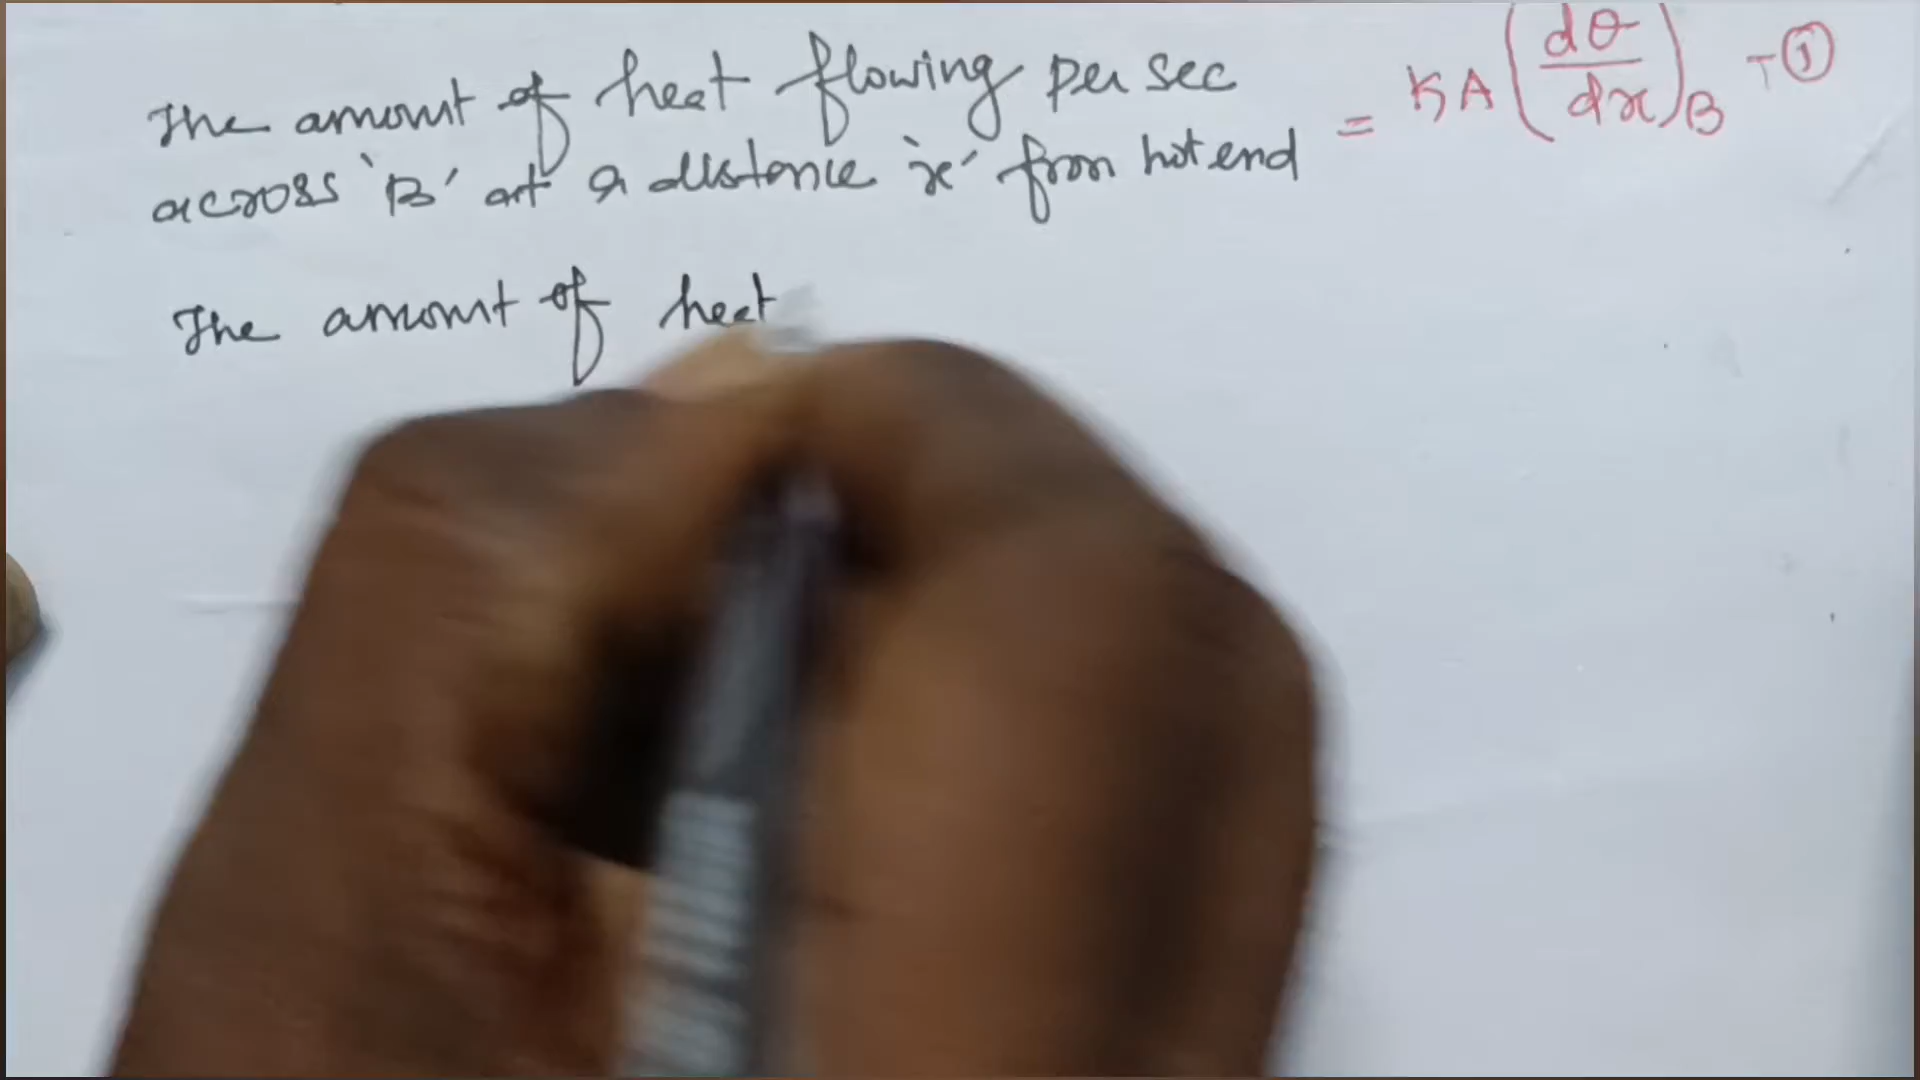 The amount of heat flowing per sec
across 'B' at a distance 'x' from hot end
= KA (dθ/dx)B — ①
The amount of heat